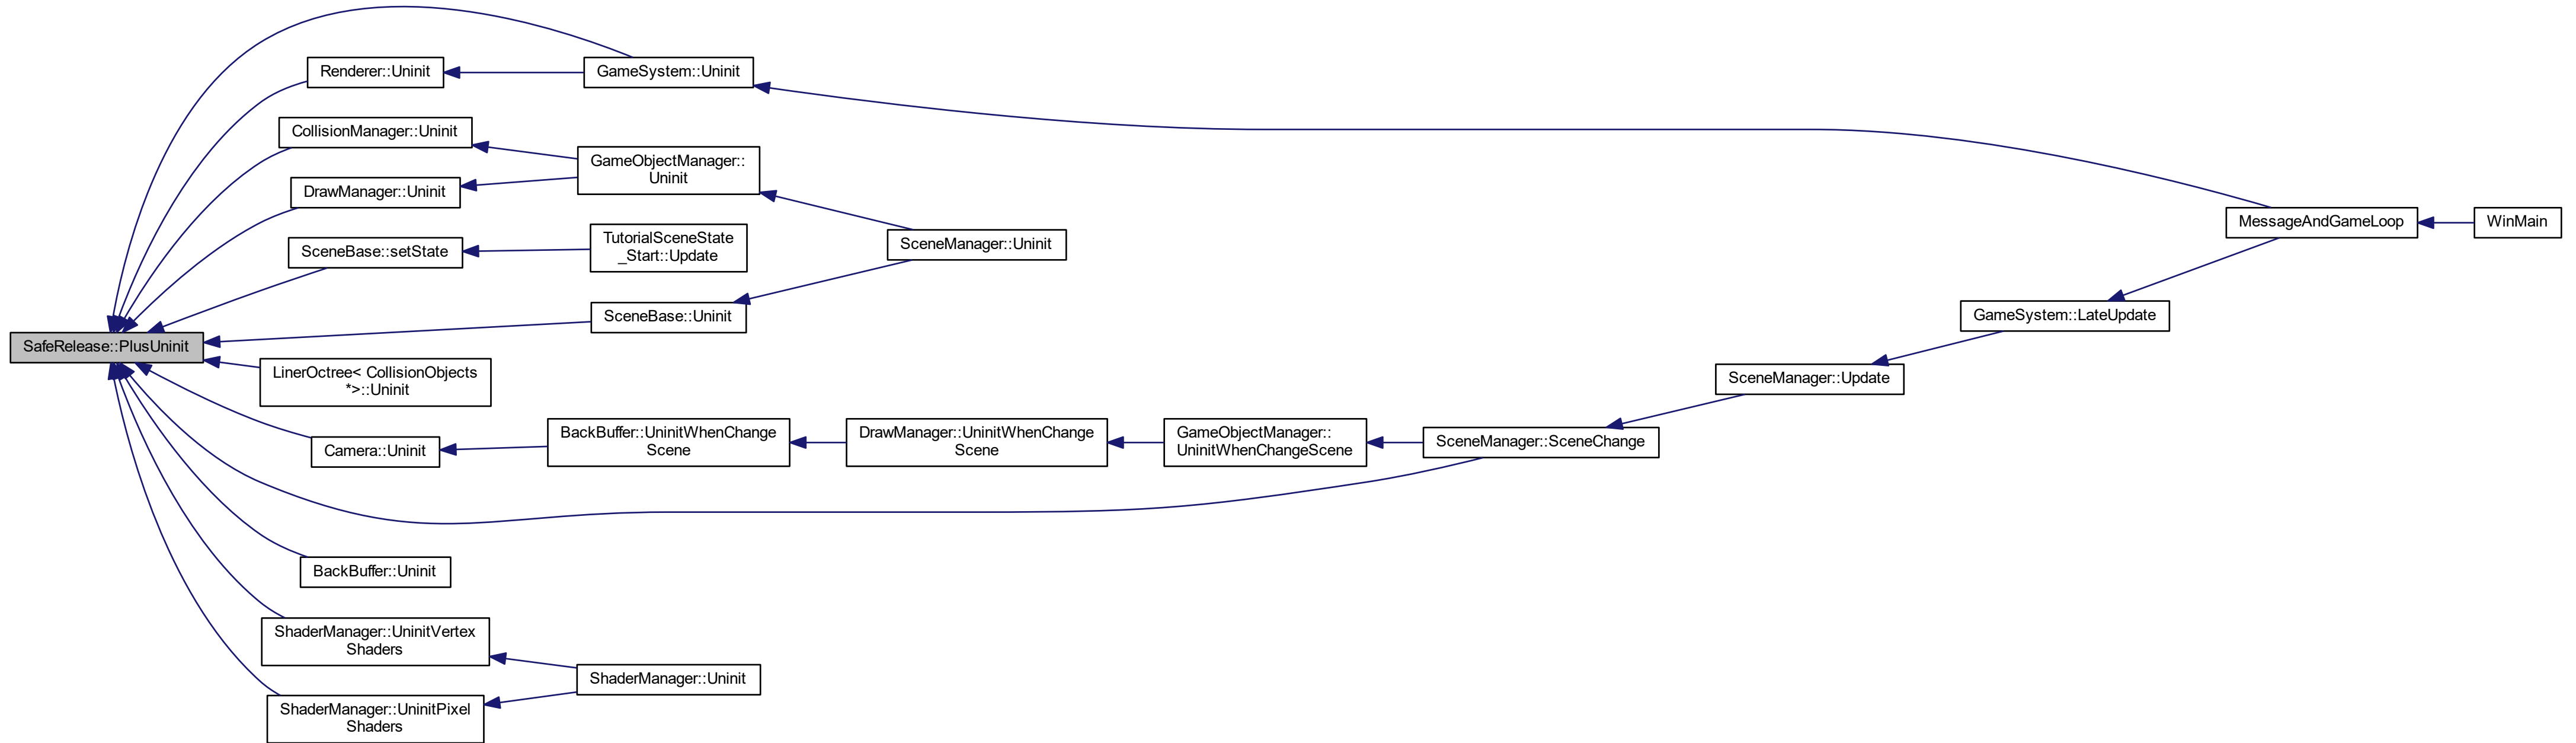 SafeRelease::PlusUninit
Renderer::Uninit
GameSystem::Uninit
CollisionManager::Uninit
GameObjectManager::
Uninit
DrawManager::Uninit
SceneBase::setState
TutorialSceneState
_Start::Update
SceneManager::Uninit
SceneBase::Uninit
LinerOctree< CollisionObjects
*>::Uninit
Camera::Uninit
BackBuffer::UninitWhenChange
Scene
DrawManager::UninitWhenChange
Scene
GameObjectManager::
UninitWhenChangeScene
SceneManager::SceneChange
SceneManager::Update
GameSystem::LateUpdate
MessageAndGameLoop
WinMain
BackBuffer::Uninit
ShaderManager::UninitVertex
Shaders
ShaderManager::Uninit
ShaderManager::UninitPixel
Shaders